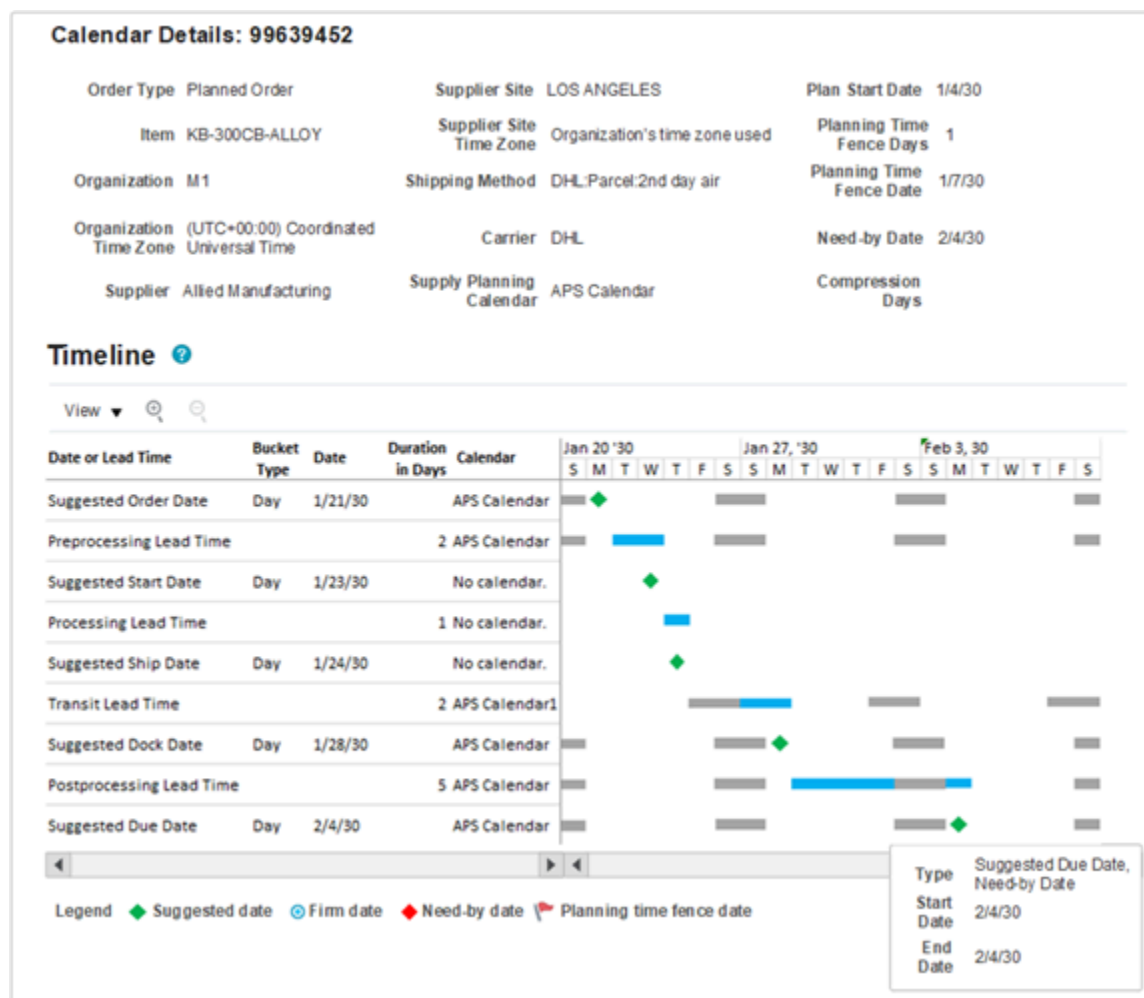 Calendar Details: 99639452
Order Type Planned Order Supplier Site LOS ANGELES Plan Start Date 1/4/30
Item KB-300CB-ALLOY Supplier Site Time Zone Organization's time zone used Planning Time Fence Days 1
Organization M1 Shipping Method DHL:Parcel:2nd day air Planning Time Fence Date 1/7/30
Organization Time Zone (UTC+00:00) Coordinated Universal Time Carrier DHL Need-by Date 2/4/30
Supplier Allied Manufacturing Supply Planning Calendar APS Calendar Compression Days
Timeline ?
View
Date or Lead Time Bucket Type Date Duration in Days Calendar Jan 20 '30 Jan 27, '30 Feb 3, 30
S M T W T F S S M T W T F S S M T W T F S
Suggested Order Date Day 1/21/30 APS Calendar
Preprocessing Lead Time 2 APS Calendar
Suggested Start Date Day 1/23/30 No calendar.
Processing Lead Time 1 No calendar.
Suggested Ship Date Day 1/24/30 No calendar.
Transit Lead Time 2 APS Calendar1
Suggested Dock Date Day 1/28/30 APS Calendar
Postprocessing Lead Time 5 APS Calendar
Suggested Due Date Day 2/4/30 APS Calendar
Legend Suggested date Firm date Need-by date Planning time fence date
Type Suggested Due Date, Need-by Date
Start Date 2/4/30
End Date 2/4/30